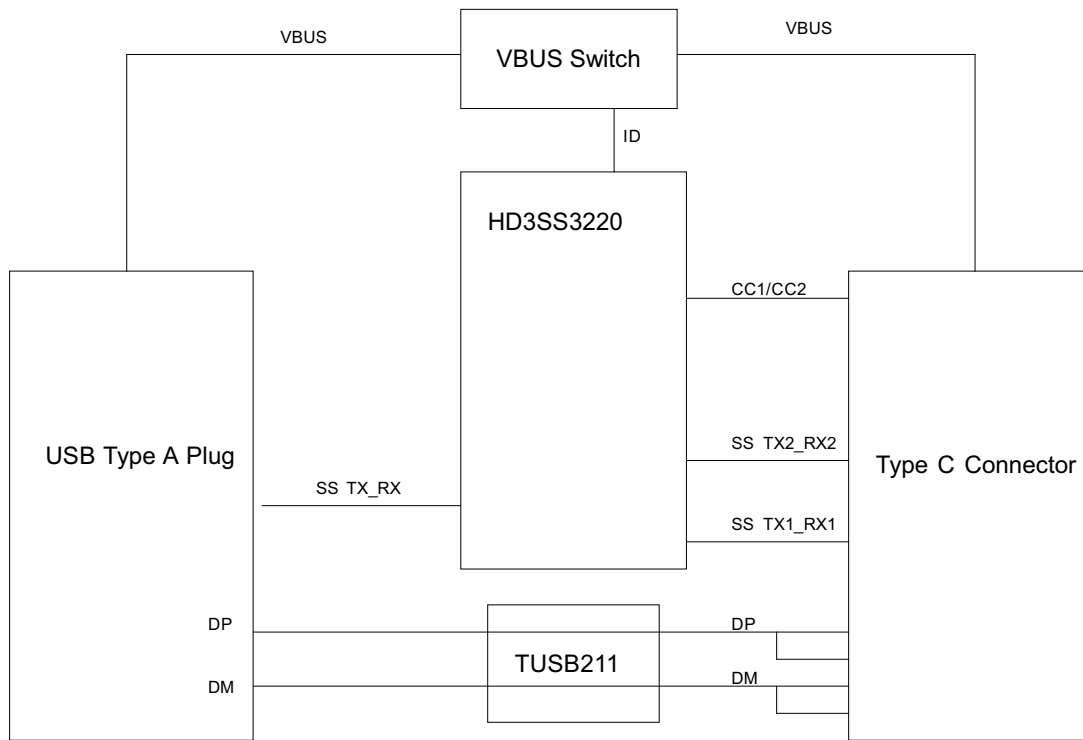 VBUS
VBUS
VBUS Switch
ID
HD3SS3220
CC1/CC2
USB Type A Plug
SS TX2_RX2
Type C Connector
SS TX_RX
SS TX1_RX1
DP
DP
TUSB211
DM
DM